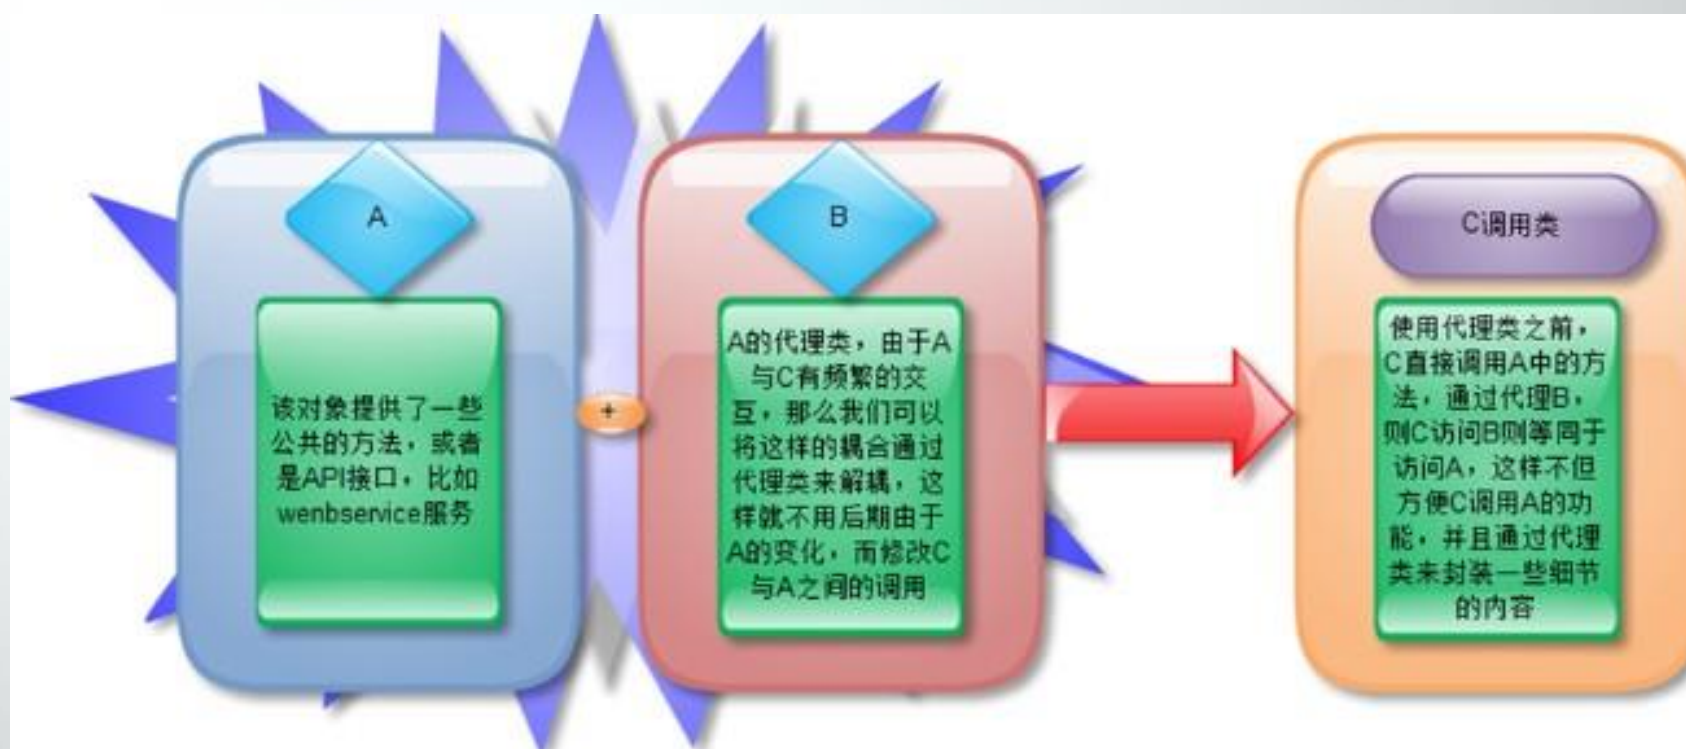 A
该对象提供了一些
公共的方法，或者
是API接口，比如
wenbservice服务
+
B
A的代理类，由于A
与C有频繁的交
互，那么我们可以
将这样的耦合通过
代理类来解耦，这
样就不用后期由于
A的变化，而修改C
与A之间的调用
C调用类
使用代理类之前，
C直接调用A中的方
法，通过代理B，
则C访问B则等同于
访问A，这样不但
方便C调用A的功
能，并且通过代理
类来封装一些细节
的内容